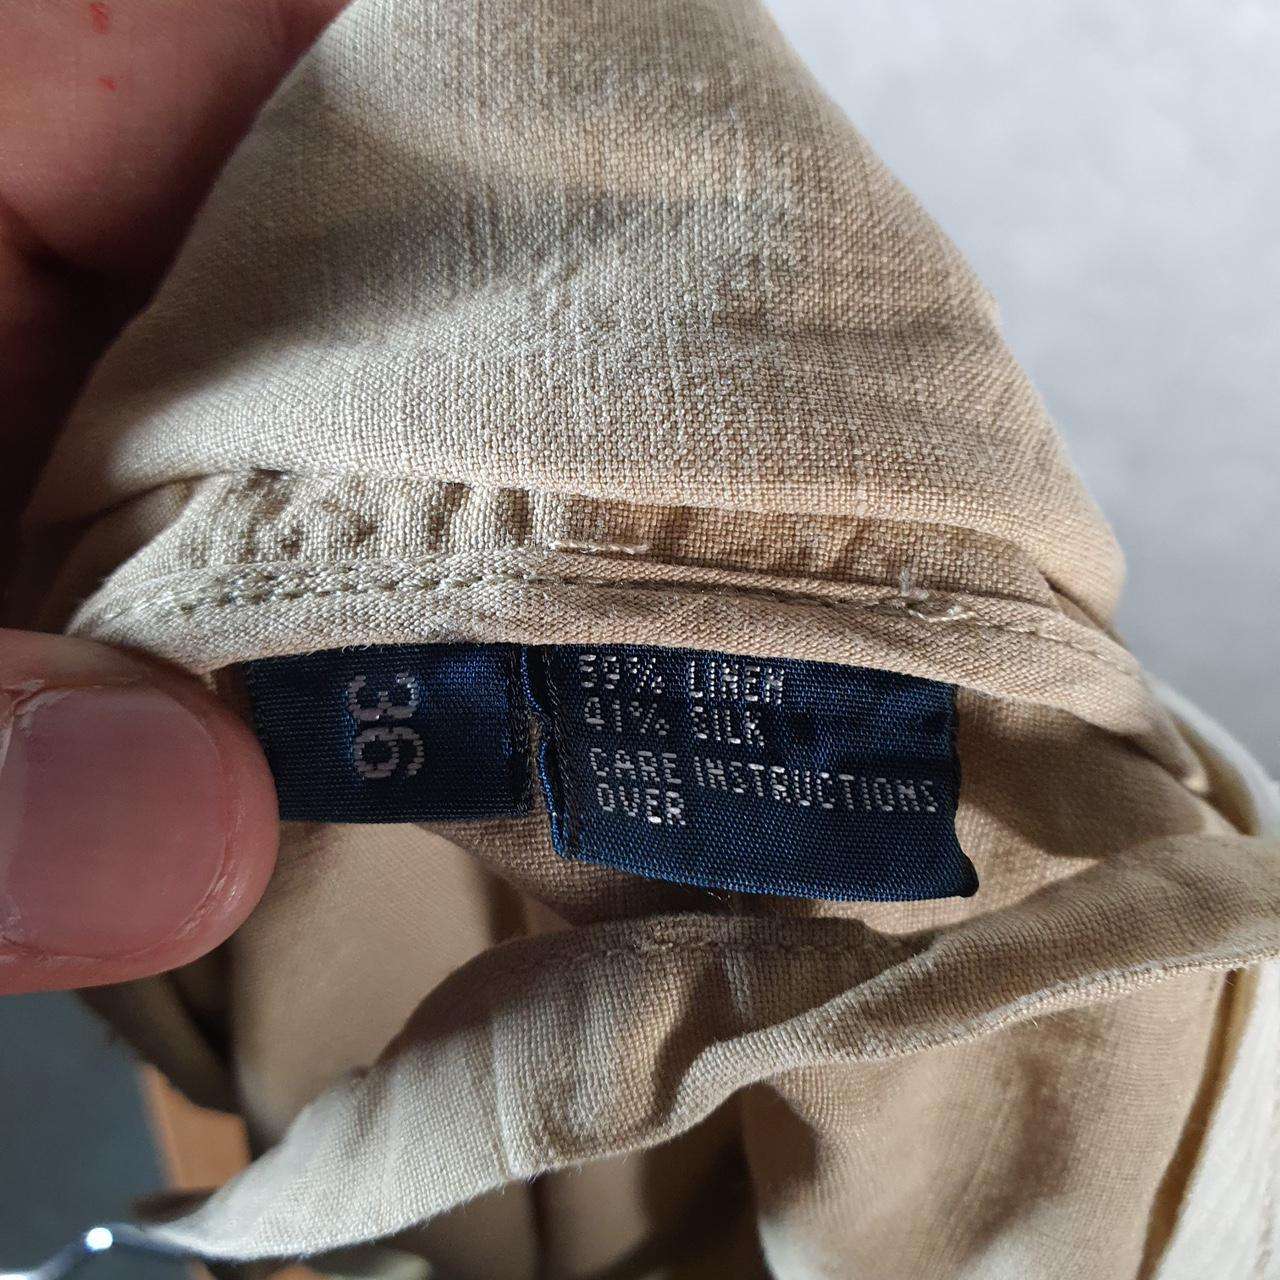 36
59% LINEN
41% SILK
CARE INSTRUCTIONS
OVER